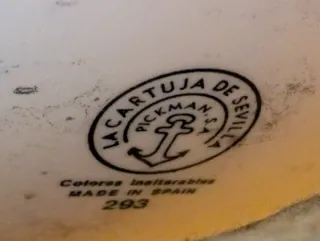 LA CARTUJA DE SEVILLA
PICKMAN, S.A.
Colores inalterables
MADE IN SPAIN
293